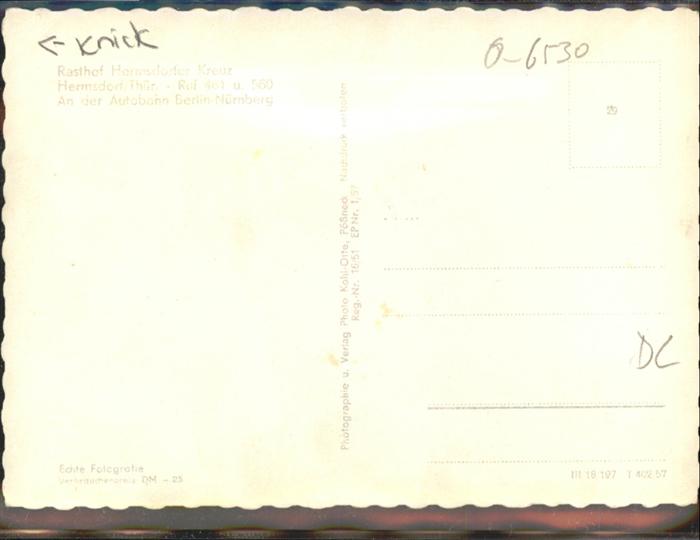 ← Knick
O-6530
Rasthof Hermsdorfer Kreuz
Hermsdorf/Thür. - Ruf 461 u. 560
An der Autobahn Berlin-Nürnberg
Photographie u. Verlag Photo Kohl-Otte, Pößneck Nachdruck verboten
Reg.-Nr. 16/51 EP.Nr. 1/57
DC
Echte Fotografie
Verbraucherpreis DM -.25
III 18 197 T 402 57